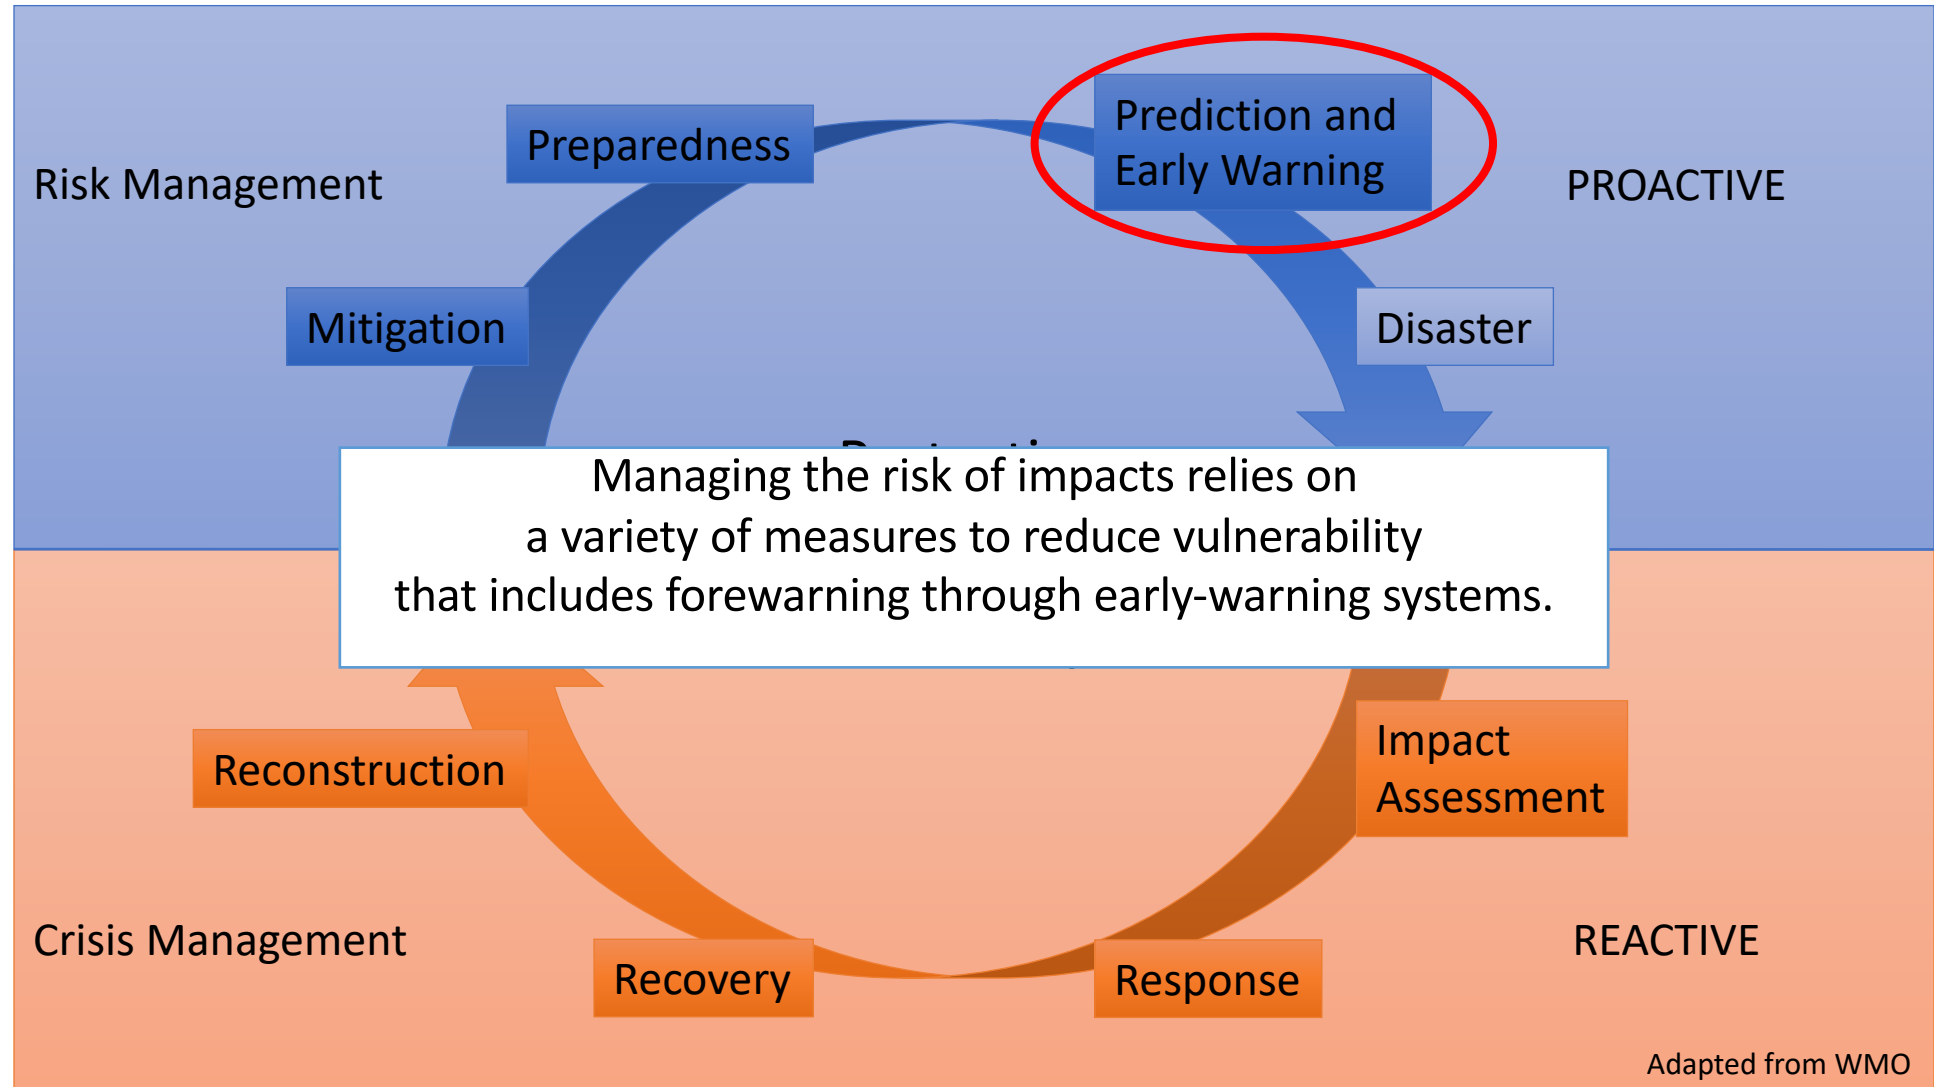 Preparedness
Prediction and
Early Warning
Risk Management
PROACTIVE
Mitigation
Disaster
Managing the risk of impacts relies on
a variety of measures to reduce vulnerability
that includes forewarning through early-warning systems.
Impact
Assessment
Reconstruction
Crisis Management
REACTIVE
Recovery
Response
Adapted from WMO